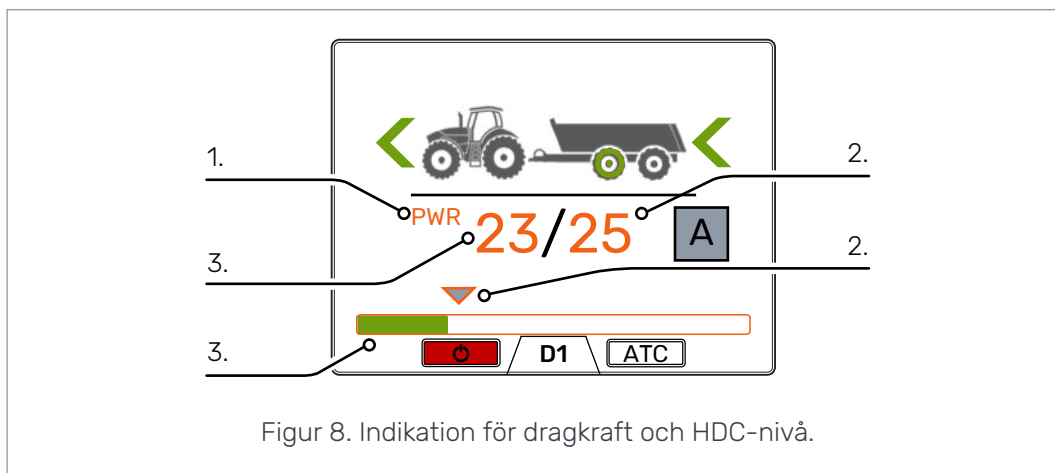 1.
2.
PWR
23/25
A
3.
2.
3.
D1
ATC
Figur 8. Indikation för dragkraft och HDC-nivå.